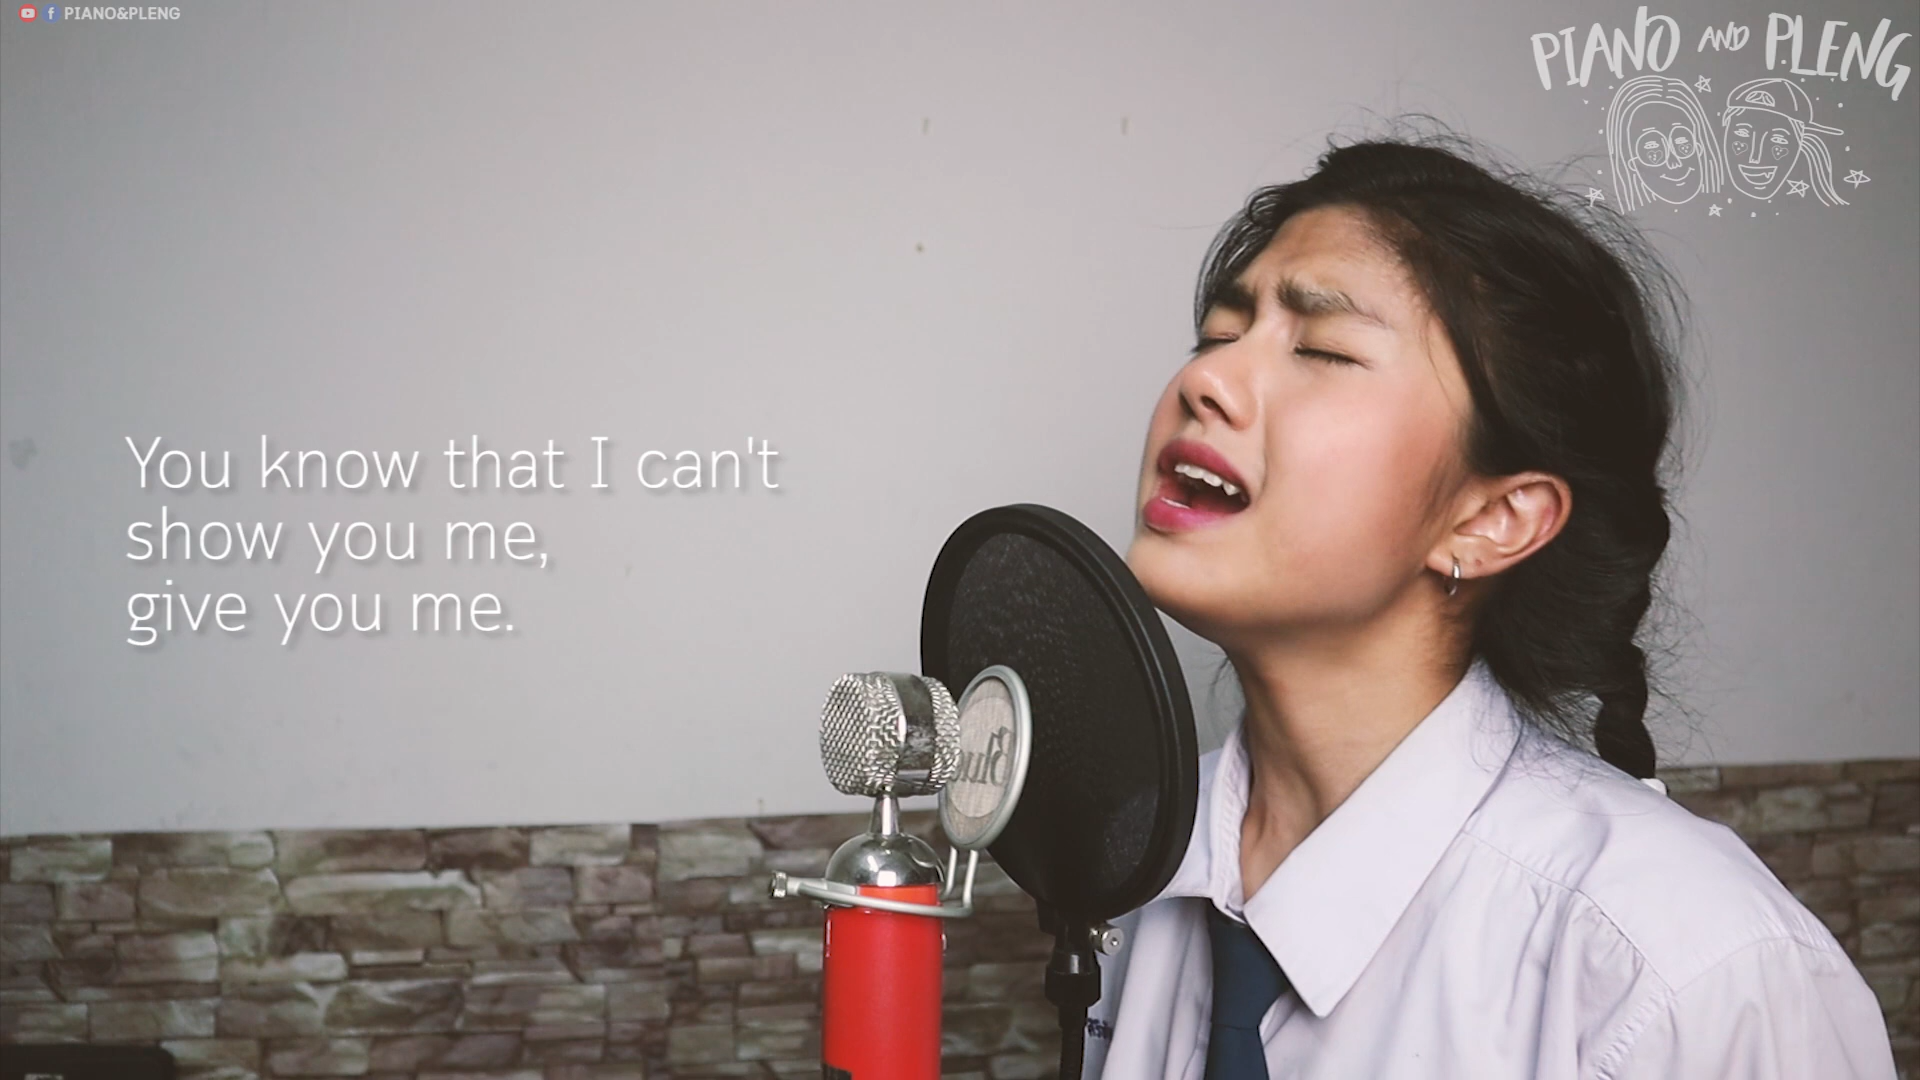 PIANO&PLENG
PIANO AND PLENG
You know that I can't
show you me,
give you me.
Blue